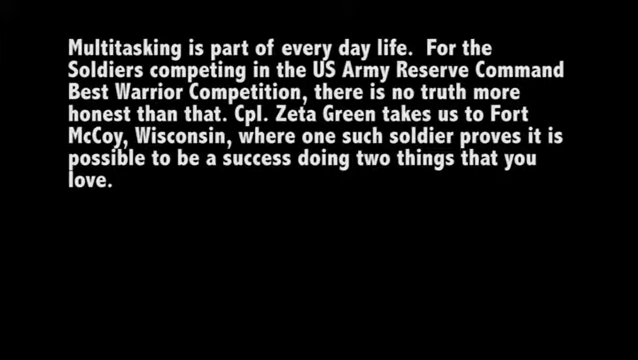 Multitasking is part of every day life.  For the
Soldiers competing in the US Army Reserve Command
Best Warrior Competition, there is no truth more
honest than that. Cpl. Zeta Green takes us to Fort
McCoy, Wisconsin, where one such soldier proves it is
possible to be a success doing two things that you
love.